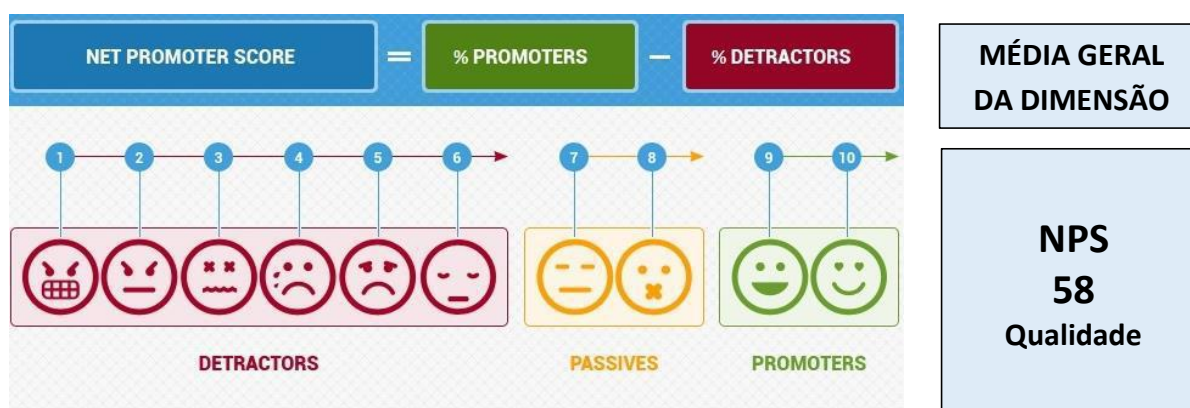 NET PROMOTER SCORE = % PROMOTERS — % DETRACTORS
1 2 3 4 5 6 7 8 9 10
DETRACTORS PASSIVES PROMOTERS
MÉDIA GERAL
DA DIMENSÃO
NPS
58
Qualidade